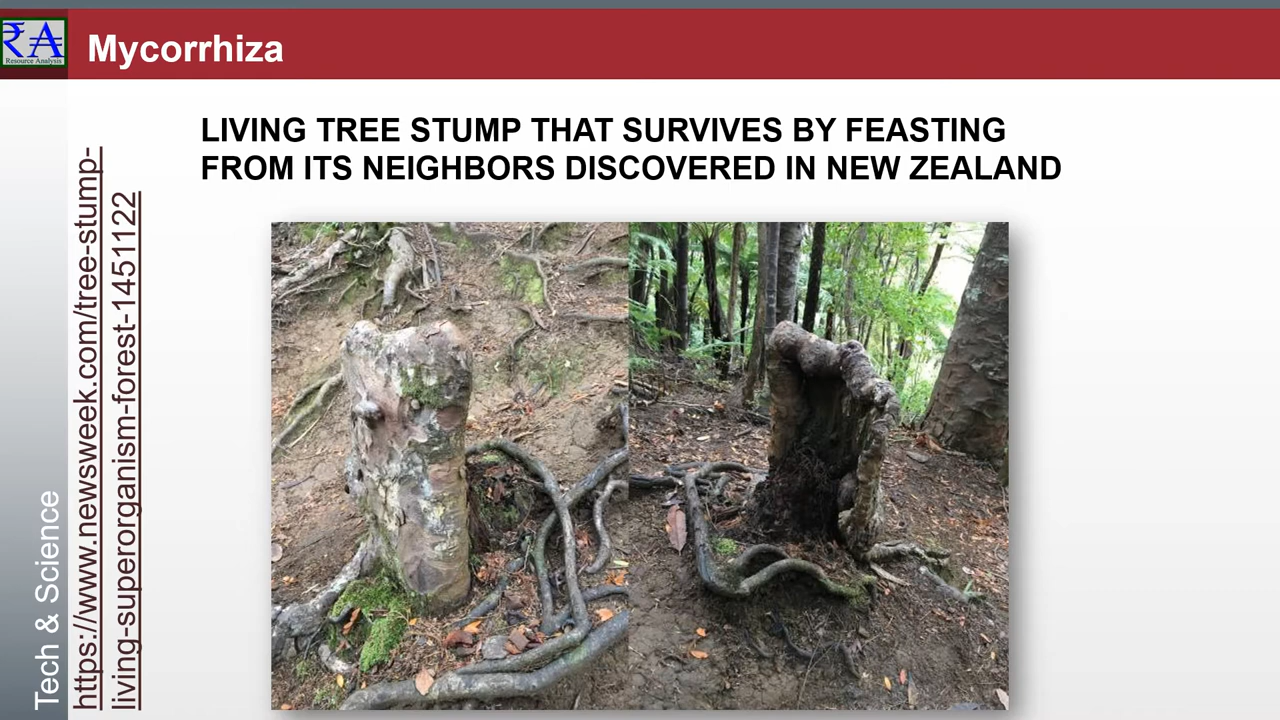 RA
Resource Analysis
Mycorrhiza
LIVING TREE STUMP THAT SURVIVES BY FEASTING
FROM ITS NEIGHBORS DISCOVERED IN NEW ZEALAND
Tech & Science
https://www.newsweek.com/tree-stump-
living-superorganism-forest-1451122